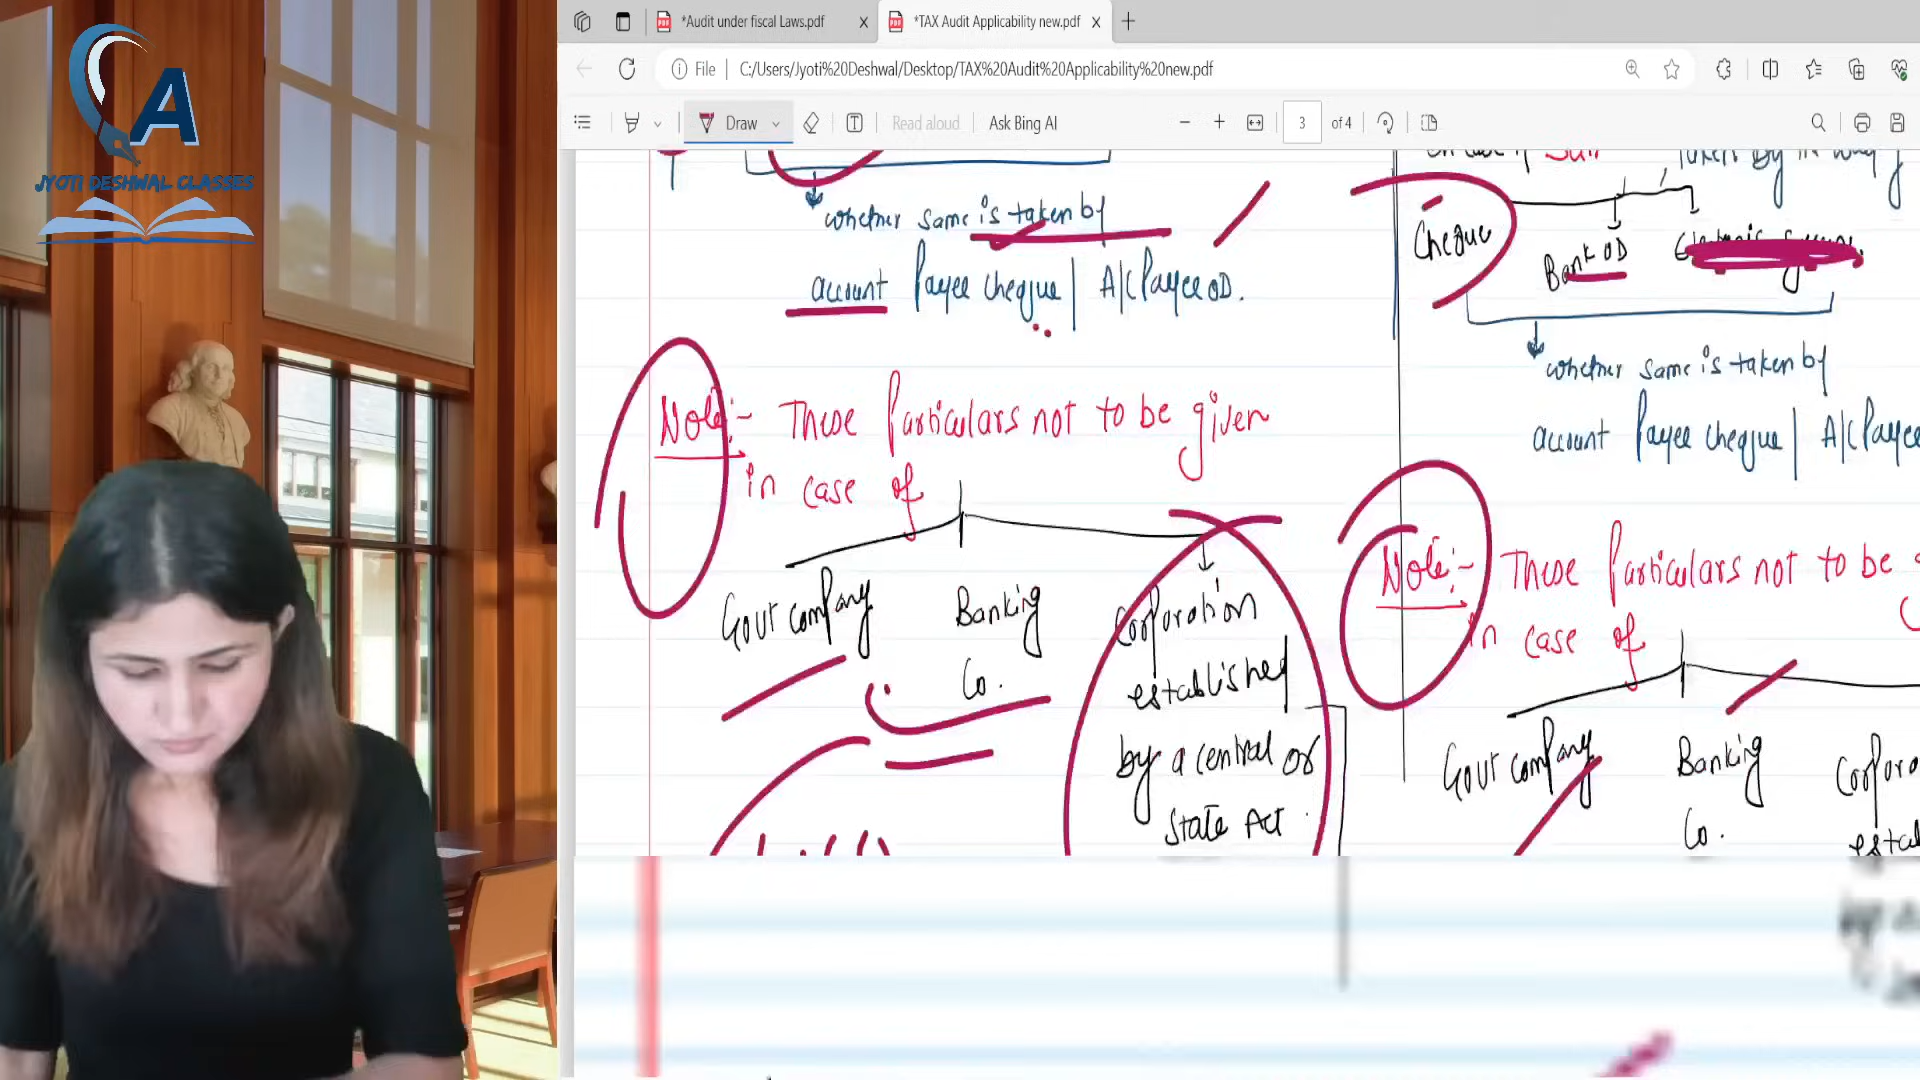 A
JYOTI DESHWAL CLASSES
*Audit under fiscal Laws.pdf
*TAX Audit Applicability new.pdf
File
C:/Users/Jyoti%20Deshwal/Desktop/TAX%20Audit%20Applicability%20new.pdf
Draw
Read aloud
Ask Bing AI
3 of 4
whether same is taken by
account Payee cheque | A/C Payee OD.
Note:- These Particulars not to be given
in case of
Govt company
Banking
Co.
Corporation
established
by a central or
State Act
Taken by
Cheque
Bank OD
whether same is taken by
account Payee cheque | A/C Payee
Note:- These Particulars not to be
in case of
Govt company
Banking
Co.